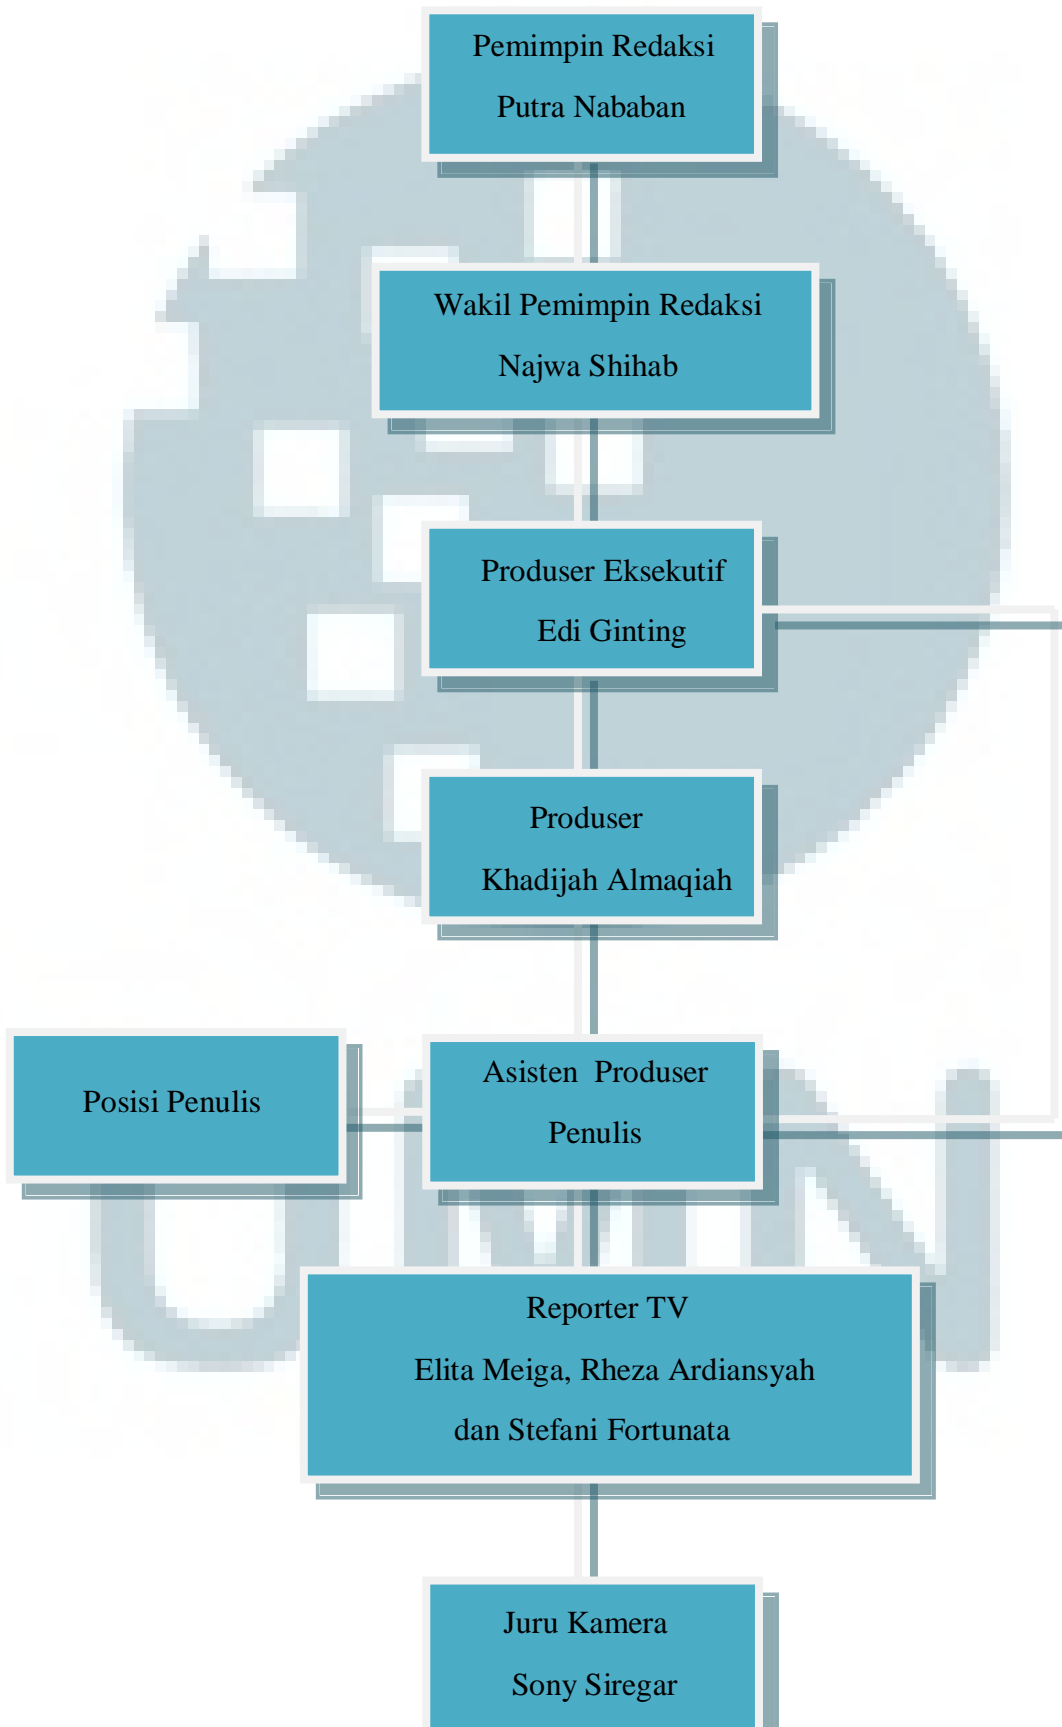 Pemimpin Redaksi
Putra Nababan
Wakil Pemimpin Redaksi
Najwa Shihab
Produser Eksekutif
Edi Ginting
Produser
Khadijah Almaqiah
Posisi Penulis
Asisten Produser
Penulis
Reporter TV
Elita Meiga, Rheza Ardiansyah
dan Stefani Fortunata
Juru Kamera
Sony Siregar
UMN